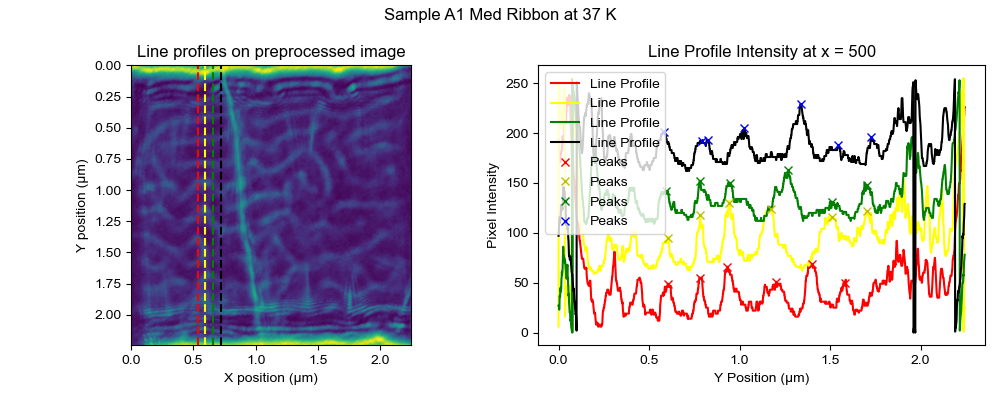 Sample A1 Med Ribbon at 37 K
Line profiles on preprocessed image
0.00
0.25
0.50
0.75
1.00
1.25
1.50
1.75
2.00
Y position (μm)
0.0 0.5 1.0 1.5 2.0
X position (μm)
Line Profile Intensity at x = 500
250
200
150
100
50
0
Pixel Intensity
Line Profile
Line Profile
Line Profile
Line Profile
Peaks
Peaks
Peaks
Peaks
0.0 0.5 1.0 1.5 2.0
Y Position (μm)